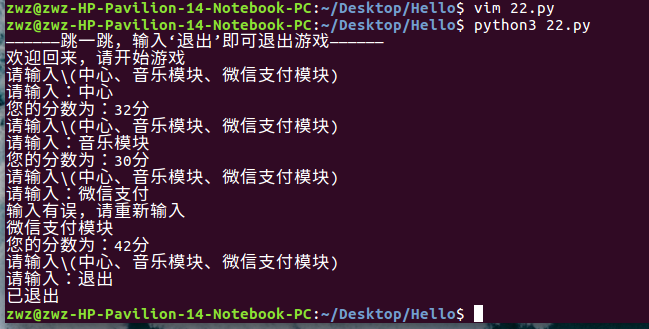 zwz@zwz-HP-Pavilion-14-Notebook-PC:~/Desktop/Hello$ vim 22.py
zwz@zwz-HP-Pavilion-14-Notebook-PC:~/Desktop/Hello$ python3 22.py
——————跳一跳，输入‘退出’即可退出游戏——————
欢迎回来，请开始游戏
请输入\(中心、音乐模块、微信支付模块)
请输入：中心
您的分数为：32分
请输入\(中心、音乐模块、微信支付模块)
请输入：音乐模块
您的分数为：30分
请输入\(中心、音乐模块、微信支付模块)
请输入：微信支付
输入有误，请重新输入
微信支付模块
您的分数为：42分
请输入\(中心、音乐模块、微信支付模块)
请输入：退出
已退出
zwz@zwz-HP-Pavilion-14-Notebook-PC:~/Desktop/Hello$